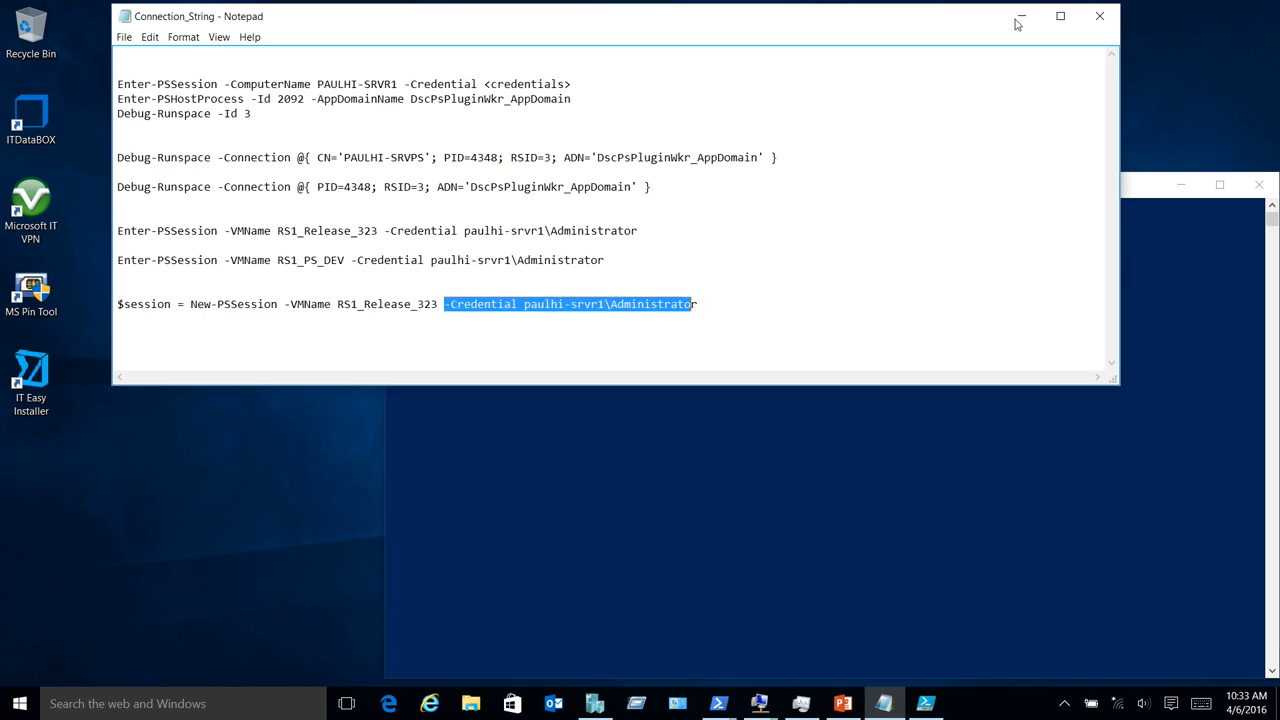 Recycle Bin
ITDataBOX
Microsoft IT
VPN
MS Pin Tool
IT Easy
Installer
Connection_String - Notepad
File Edit Format View Help
Enter-PSSession -ComputerName PAULHI-SRVR1 -Credential <credentials>
Enter-PSHostProcess -Id 2092 -AppDomainName DscPsPluginWkr_AppDomain
Debug-Runspace -Id 3
Debug-Runspace -Connection @{ CN='PAULHI-SRVPS'; PID=4348; RSID=3; ADN='DscPsPluginWkr_AppDomain' }
Debug-Runspace -Connection @{ PID=4348; RSID=3; ADN='DscPsPluginWkr_AppDomain' }
Enter-PSSession -VMName RS1_Release_323 -Credential paulhi-srvr1\Administrator
Enter-PSSession -VMName RS1_PS_DEV -Credential paulhi-srvr1\Administrator
$session = New-PSSession -VMName RS1_Release_323 -Credential paulhi-srvr1\Administrator
Search the web and Windows
10:33 AM
4/6/2016